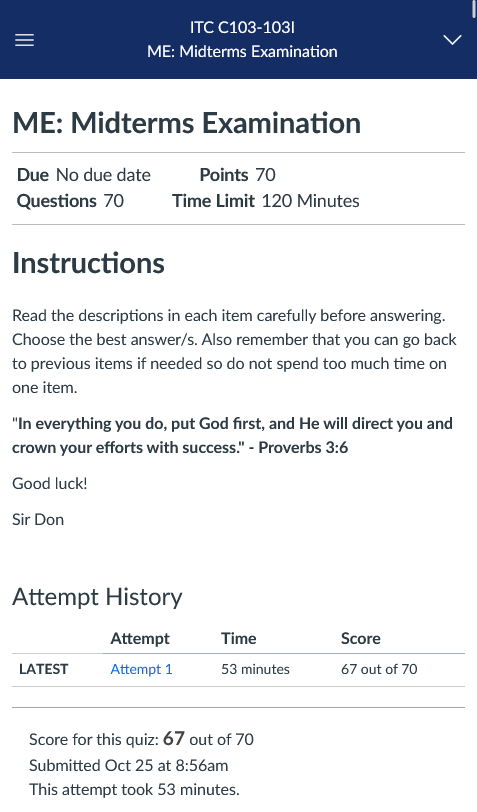 ITC C103-103I
ME: Midterms Examination
ME: Midterms Examination
Due No due date Points 70
Questions 70 Time Limit 120 Minutes
Instructions
Read the descriptions in each item carefully before answering.
Choose the best answer/s. Also remember that you can go back
to previous items if needed so do not spend too much time on
one item.
"In everything you do, put God first, and He will direct you and
crown your efforts with success." - Proverbs 3:6
Good luck!
Sir Don
Attempt History
Attempt Time Score
LATEST Attempt 1 53 minutes 67 out of 70
Score for this quiz: 67 out of 70
Submitted Oct 25 at 8:56am
This attempt took 53 minutes.